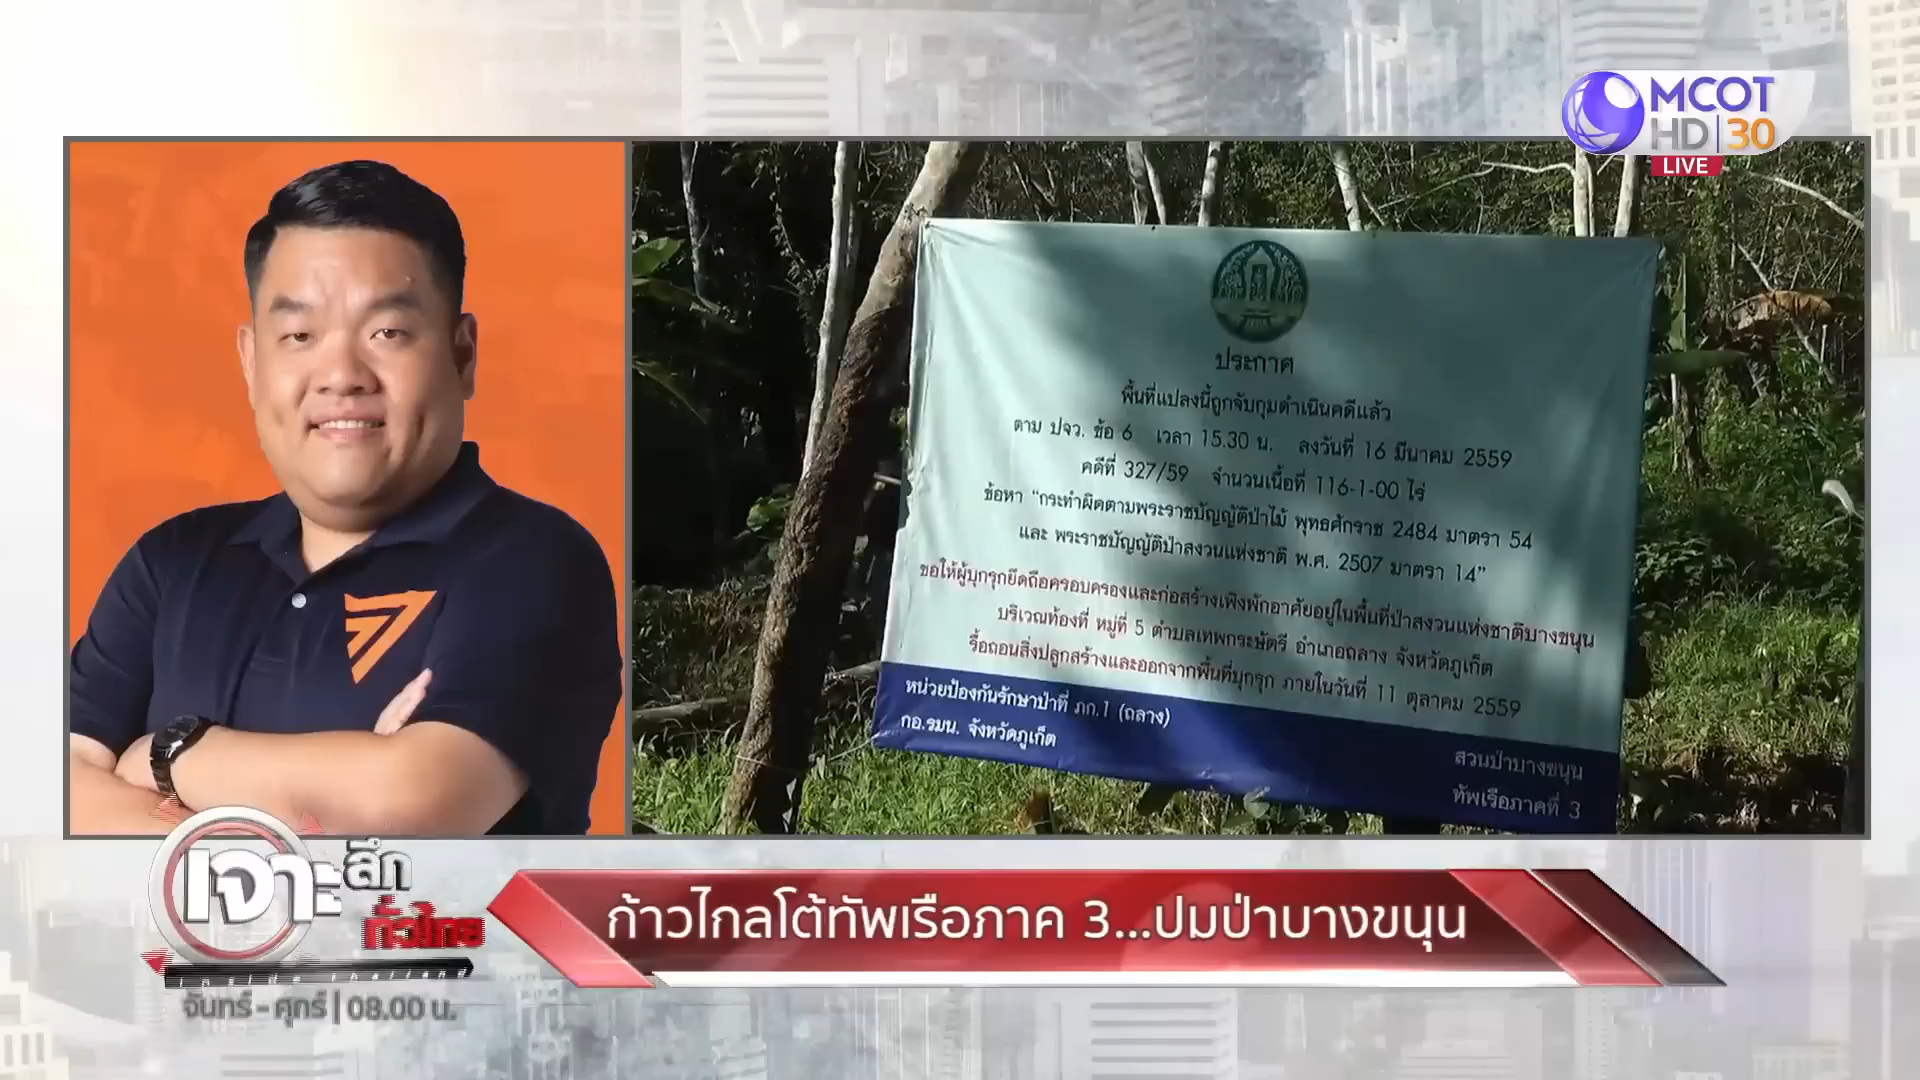 MCOT
HD 30
LIVE
ประกาศ
พื้นที่แปลงนี้ถูกจับกุมดำเนินคดีแล้ว
ตาม ปจว. ข้อ 6 เวลา 15.30 น. ลงวันที่ 16 มีนาคม 2559
คดีที่ 327/59 จำนวนเนื้อที่ 116-1-00 ไร่
ข้อหา "กระทำผิดตามพระราชบัญญัติป่าไม้ พุทธศักราช 2484 มาตรา 54
และ พระราชบัญญัติป่าสงวนแห่งชาติ พ.ศ. 2507 มาตรา 14"
ขอให้ผู้บุกรุกยึดถือครอบครองและก่อสร้างเพิงพักอาศัยอยู่ในพื้นที่ป่าสงวนแห่งชาติบางขนุน
บริเวณท้องที่ หมู่ที่ 5 ตำบลเทพกระษัตรี อำเภอถลาง จังหวัดภูเก็ต
รื้อถอนสิ่งปลูกสร้างและออกจากพื้นที่บุกรุก ภายในวันที่ 11 ตุลาคม 2559
หน่วยป้องกันรักษาป่าที่ ภก.1 (ถลาง)
กอ.รมน. จังหวัดภูเก็ต
สวนป่าบางขนุน
ทัพเรือภาคที่ 3
เจาะลึก
ทั่วไทย
inside thailand
จันทร์ - ศุกร์ | 08.00 น.
ก้าวไกลโต้ทัพเรือภาค 3...ปมป่าบางขนุน